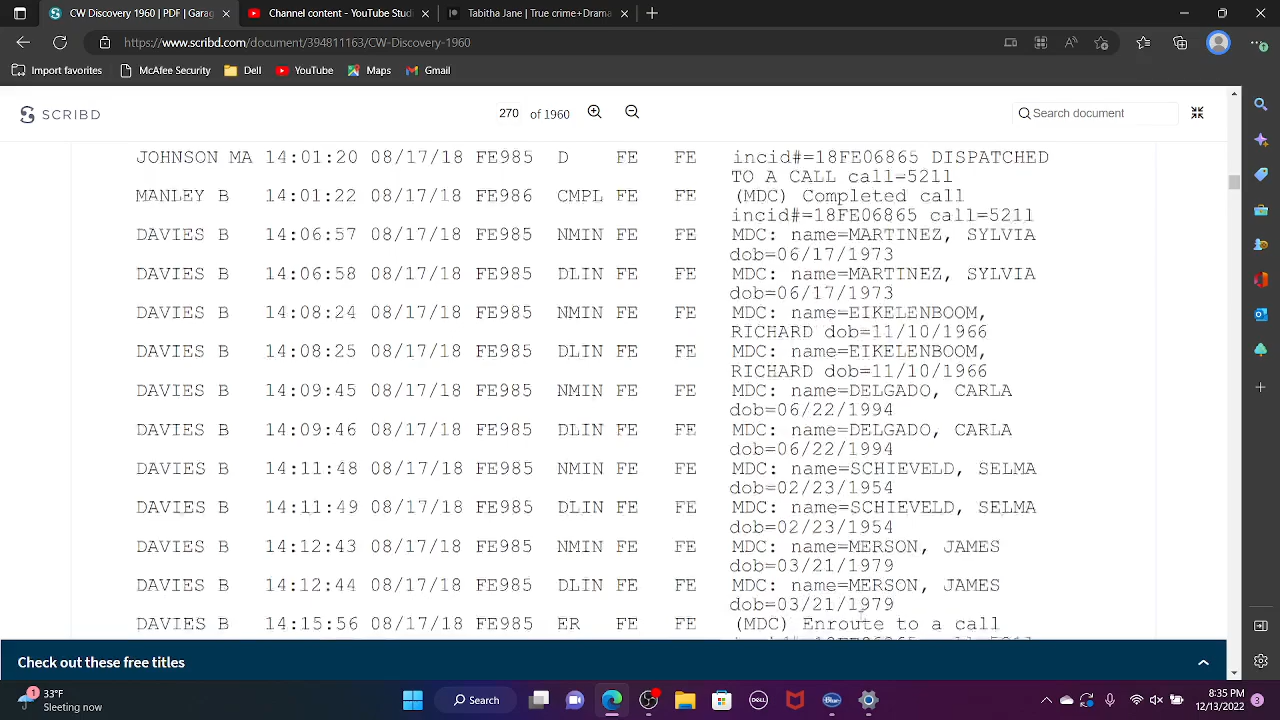 CW Discovery 1960 | PDF | Garag
Channel content - YouTube Stud
Tabitha Jane | True crime+Drama
https://www.scribd.com/document/394811163/CW-Discovery-1960
Import favorites McAfee Security Dell YouTube Maps Gmail
SCRIBD 270 of 1960 Search document
JOHNSON MA 14:01:20 08/17/18 FE985 D FE FE incid#=18FE06865 DISPATCHED
TO A CALL call=521l
MANLEY B 14:01:22 08/17/18 FE986 CMPL FE FE (MDC) Completed call
incid#=18FE06865 call=521l
DAVIES B 14:06:57 08/17/18 FE985 NMIN FE FE MDC: name=MARTINEZ, SYLVIA
dob=06/17/1973
DAVIES B 14:06:58 08/17/18 FE985 DLIN FE FE MDC: name=MARTINEZ, SYLVIA
dob=06/17/1973
DAVIES B 14:08:24 08/17/18 FE985 NMIN FE FE MDC: name=EIKELENBOOM,
RICHARD dob=11/10/1966
DAVIES B 14:08:25 08/17/18 FE985 DLIN FE FE MDC: name=EIKELENBOOM,
RICHARD dob=11/10/1966
DAVIES B 14:09:45 08/17/18 FE985 NMIN FE FE MDC: name=DELGADO, CARLA
dob=06/22/1994
DAVIES B 14:09:46 08/17/18 FE985 DLIN FE FE MDC: name=DELGADO, CARLA
dob=06/22/1994
DAVIES B 14:11:48 08/17/18 FE985 NMIN FE FE MDC: name=SCHIEVELD, SELMA
dob=02/23/1954
DAVIES B 14:11:49 08/17/18 FE985 DLIN FE FE MDC: name=SCHIEVELD, SELMA
dob=02/23/1954
DAVIES B 14:12:43 08/17/18 FE985 NMIN FE FE MDC: name=MERSON, JAMES
dob=03/21/1979
DAVIES B 14:12:44 08/17/18 FE985 DLIN FE FE MDC: name=MERSON, JAMES
dob=03/21/1979
DAVIES B 14:15:56 08/17/18 FE985 ER FE FE (MDC) Enroute to a call
Check out these free titles
1
33°F
Sleeting now
Search
DELL
Blue
8:35 PM
12/13/2022
3